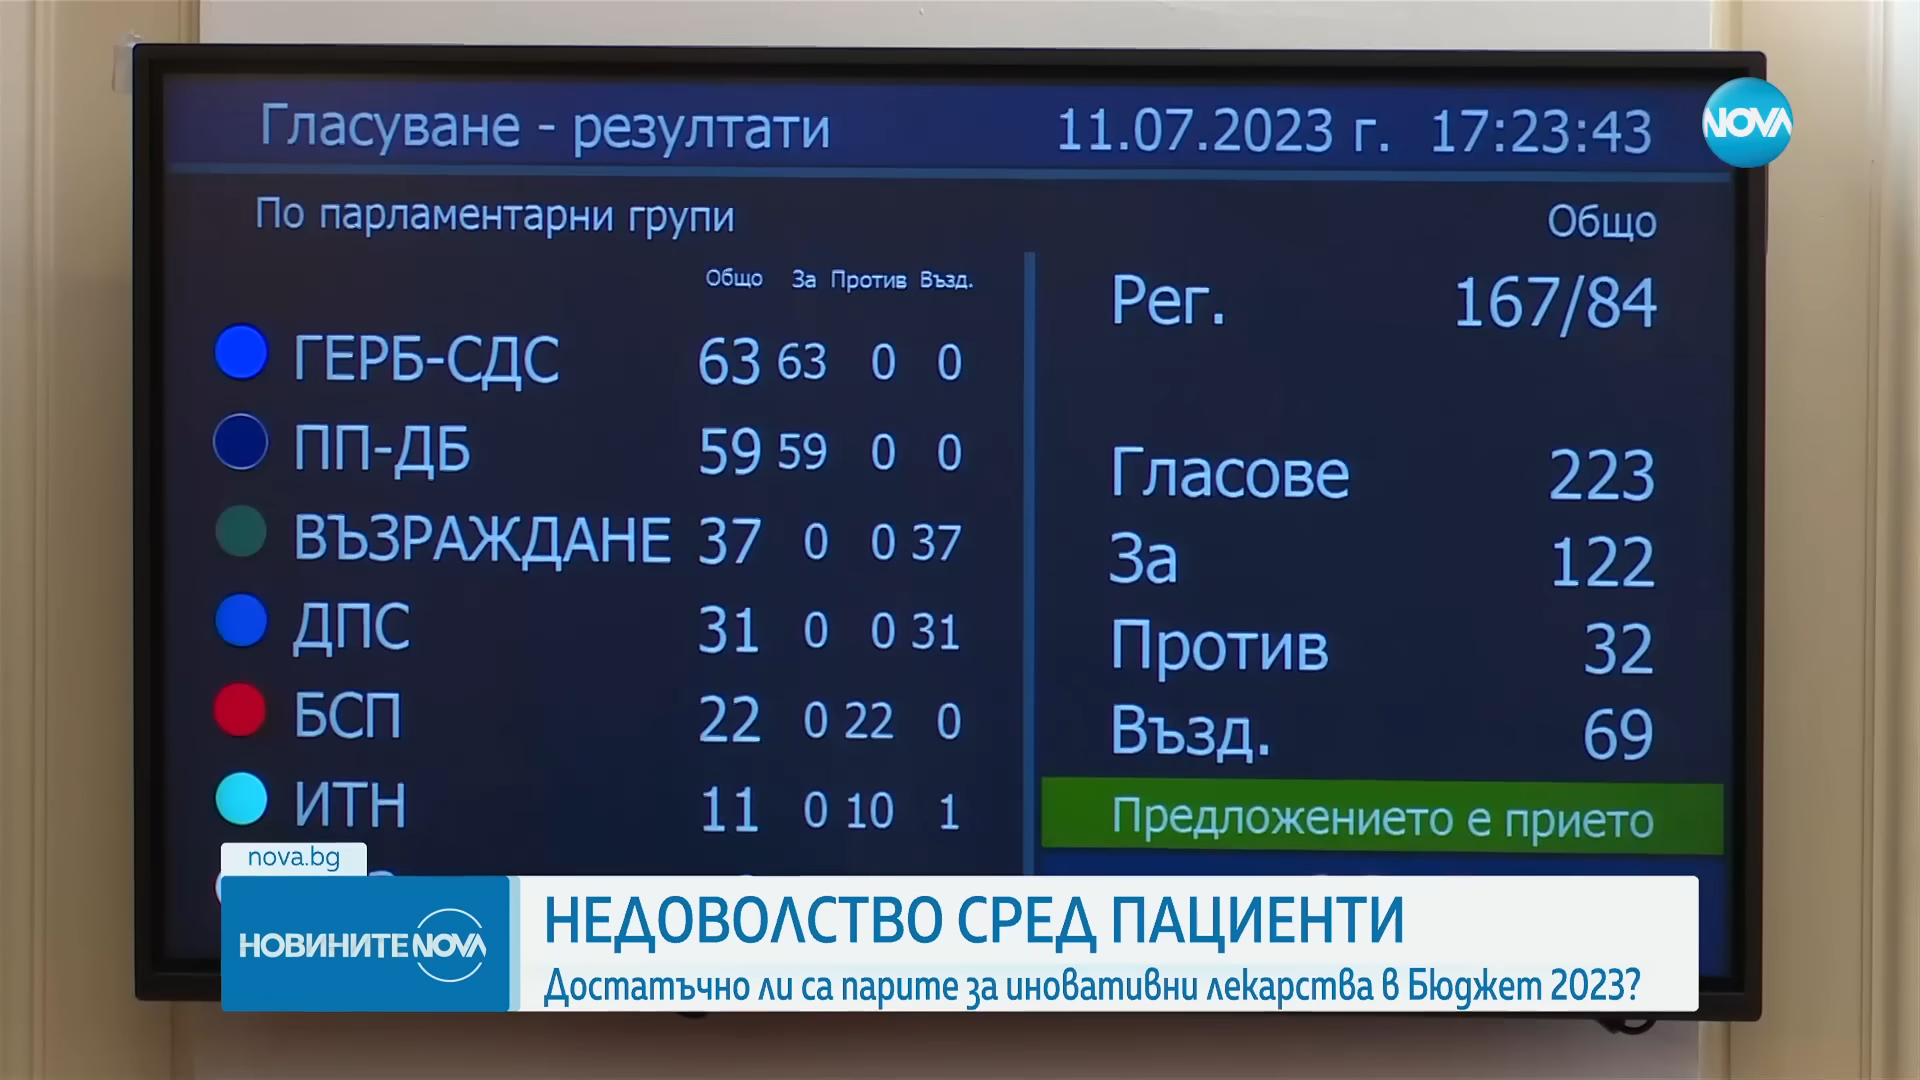 Гласуване - резултати 11.07.2023 г. 17:23:43
NOVA
По парламентарни групи
Общо За Против Възд.
ГЕРБ-СДС 63 63 0 0
ПП-ДБ 59 59 0 0
ВЪЗРАЖДАНЕ 37 0 0 37
ДПС 31 0 0 31
БСП 22 0 22 0
ИТН 11 0 10 1
Общо
Рег. 167/84
Гласове 223
За 122
Против 32
Възд. 69
Предложението е прието
nova.bg
НОВИНИТЕ NOVA
НЕДОВОЛСТВО СРЕД ПАЦИЕНТИ
Достатъчно ли са парите за иновативни лекарства в Бюджет 2023?